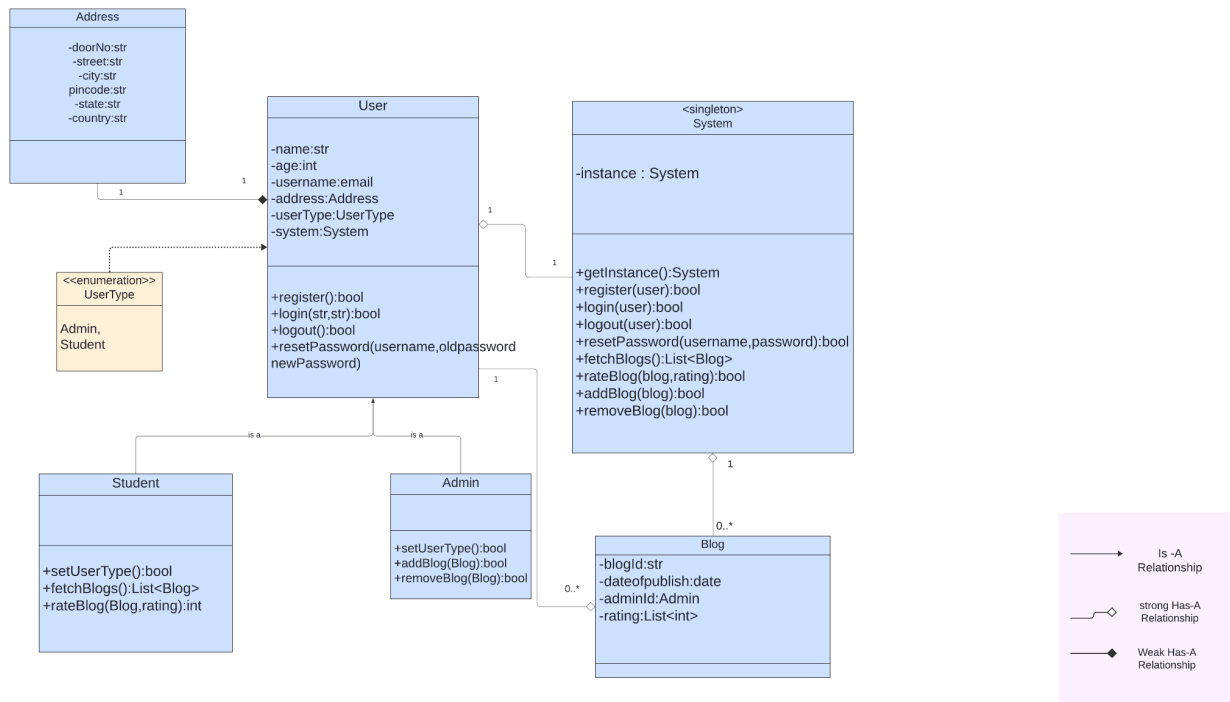 Address
-doorNo:str
-street:str
-city:str
pincode:str
-state:str
-country:str
User
-name:str
-age:int
-username:email
-address:Address
-userType:UserType
-system:System
+register():bool
+login(str,str):bool
+logout():bool
+resetPassword(username,oldpassword
newPassword)
<singleton>
System
-instance : System
+getInstance():System
+register(user):bool
+login(user):bool
+logout(user):bool
+resetPassword(username,password):bool
+fetchBlogs():List<Blog>
+rateBlog(blog,rating):bool
+addBlog(blog):bool
+removeBlog(blog):bool
1
1
1
1
<<enumeration>>
UserType
Admin,
Student
1
is a
is a
1
0..*
Student
+setUserType():bool
+fetchBlogs():List<Blog>
+rateBlog(Blog,rating):int
Admin
+setUserType():bool
+addBlog(Blog):bool
+removeBlog(Blog):bool
0..*
Blog
-blogId:str
-dateofpublish:date
-adminId:Admin
-rating:List<int>
Is -A
Relationship
strong Has-A
Relationship
Weak Has-A
Relationship